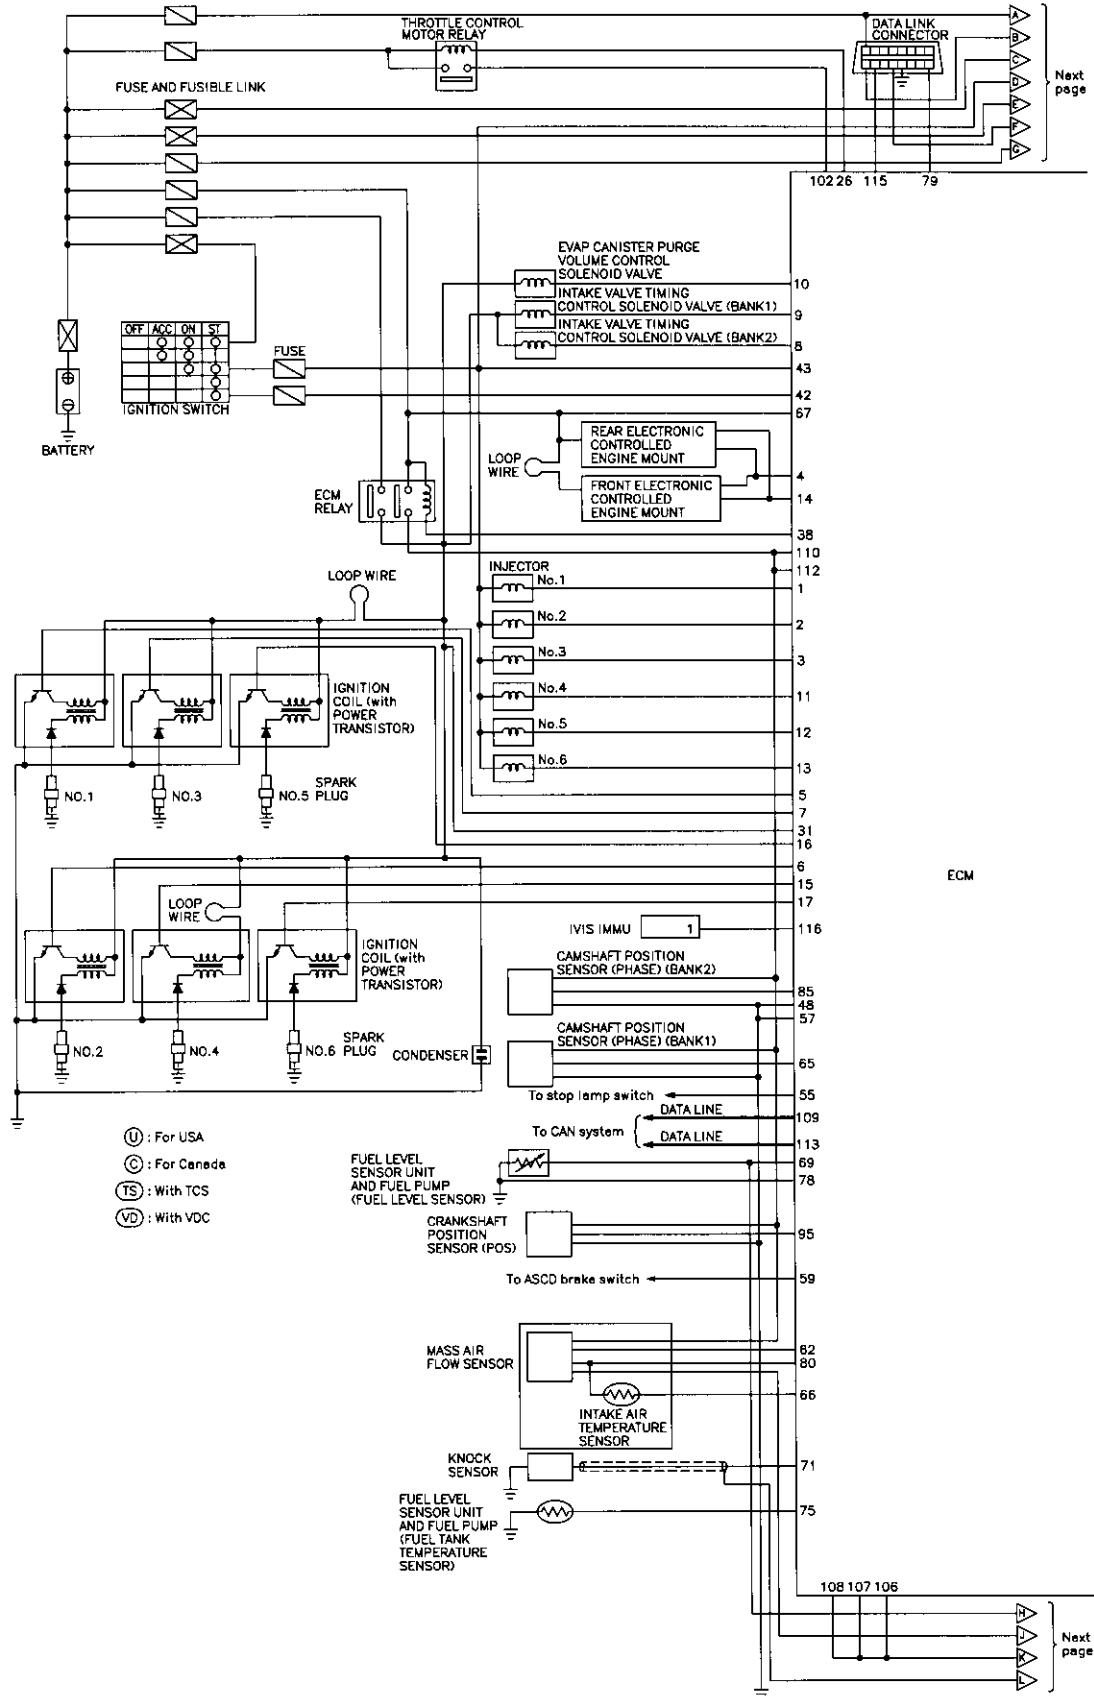 THROTTLE CONTROL
MOTOR RELAY
DATA LINK
CONNECTOR
A
B
C
D
E
F
G
Next
page
FUSE AND FUSIBLE LINK
102 26 115 79
EVAP CANISTER PURGE
VOLUME CONTROL
SOLENOID VALVE
10
INTAKE VALVE TIMING
CONTROL SOLENOID VALVE (BANK1)
9
INTAKE VALVE TIMING
CONTROL SOLENOID VALVE (BANK2)
8
OFF ACC ON ST
IGNITION SWITCH
FUSE
43
42
67
BATTERY
REAR ELECTRONIC
CONTROLLED
ENGINE MOUNT
LOOP
WIRE
4
FRONT ELECTRONIC
CONTROLLED
ENGINE MOUNT
14
ECM
RELAY
38
110
112
INJECTOR
No.1
1
No.2
2
No.3
3
No.4
11
No.5
12
No.6
13
LOOP WIRE
IGNITION
COIL (with
POWER
TRANSISTOR)
NO.1
NO.3
NO.5
SPARK
PLUG
5
7
31
16
6
15
17
ECM
LOOP
WIRE
IVIS IMMU
1
116
IGNITION
COIL (with
POWER
TRANSISTOR)
CAMSHAFT POSITION
SENSOR (PHASE) (BANK2)
85
48
57
NO.2
NO.4
NO.6
SPARK
PLUG
CONDENSER
CAMSHAFT POSITION
SENSOR (PHASE) (BANK1)
65
To stop lamp switch
55
DATA LINE
109
To CAN system
DATA LINE
113
U : For USA
C : For Canada
TS : With TCS
VD : With VDC
FUEL LEVEL
SENSOR UNIT
AND FUEL PUMP
(FUEL LEVEL SENSOR)
69
78
CRANKSHAFT
POSITION
SENSOR (POS)
95
To ASCD brake switch
59
MASS AIR
FLOW SENSOR
62
80
66
INTAKE AIR
TEMPERATURE
SENSOR
KNOCK
SENSOR
71
FUEL LEVEL
SENSOR UNIT
AND FUEL PUMP
(FUEL TANK
TEMPERATURE
SENSOR)
75
108 107 106
H
J
K
L
Next
page